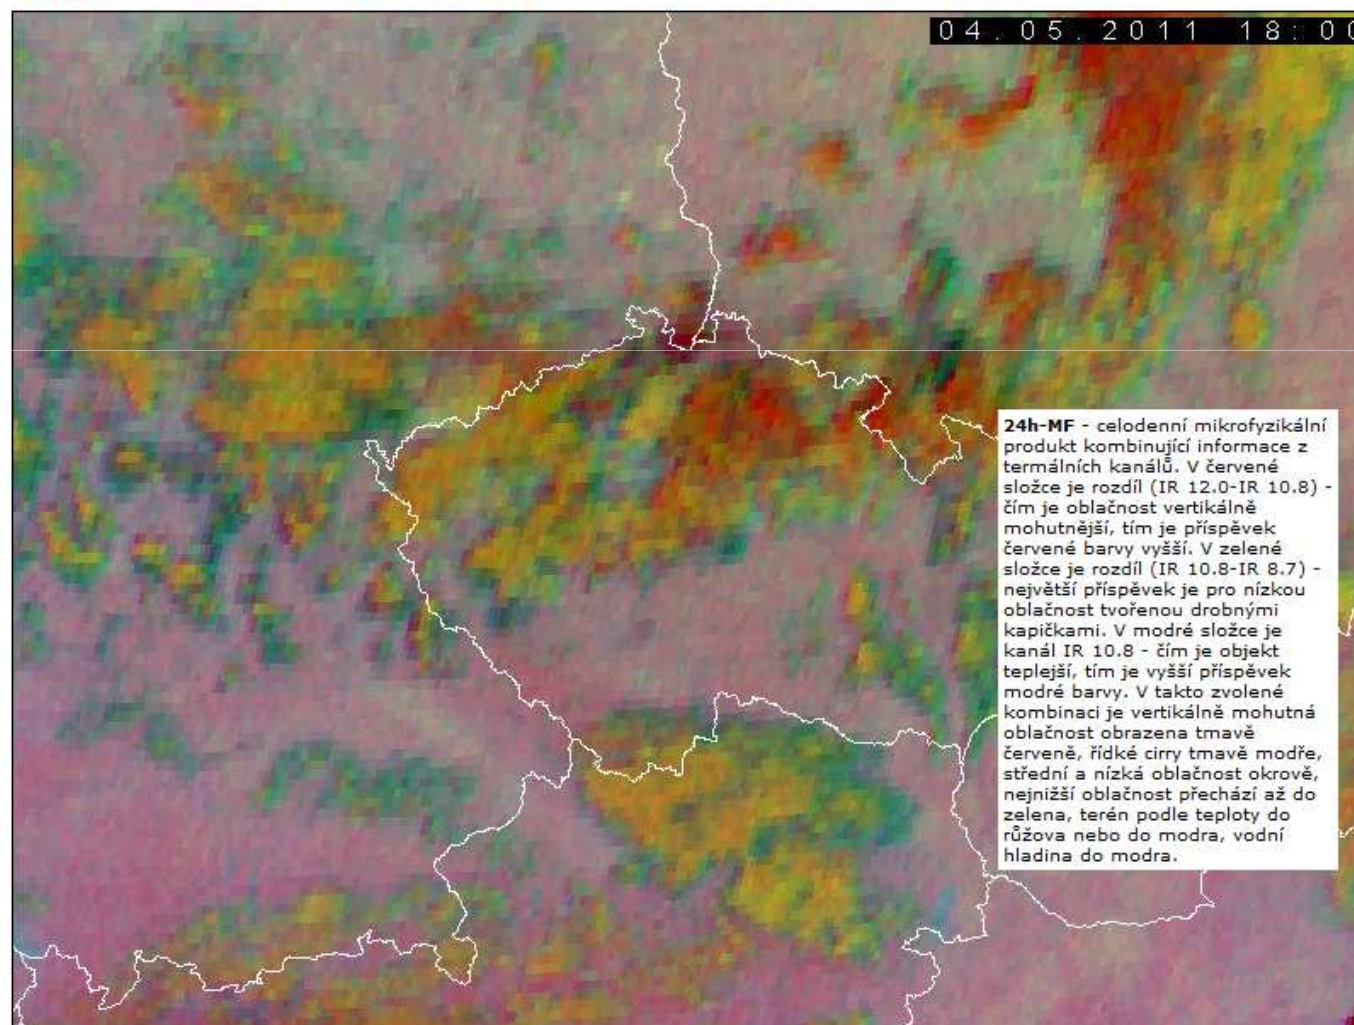 04.05.2011 18:00
24h-MF - celodenní mikrofyzikální
produkt kombinující informace z
termálních kanálů. V červené
složce je rozdíl (IR 12.0-IR 10.8) -
čím je oblačnost vertikálně
mohutnější, tím je příspěvek
červené barvy vyšší. V zelené
složce je rozdíl (IR 10.8-IR 8.7) -
největší příspěvek je pro nízkou
oblačnost tvořenou drobnými
kapičkami. V modré složce je
kanál IR 10.8 - čím je objekt
teplejší, tím je vyšší příspěvek
modré barvy. V takto zvolené
kombinaci je vertikálně mohutná
oblačnost obrazena tmavě
červeně, řídké cirry tmavě modře,
střední a nízká oblačnost okrově,
nejnižší oblačnost přechází až do
zelena, terén podle teploty do
růžova nebo do modra, vodní
hladina do modra.